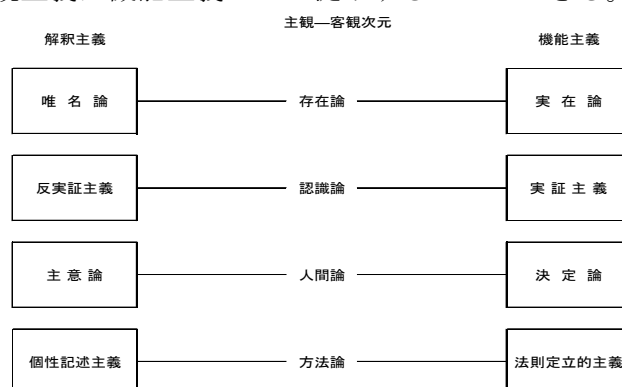 主観―客観次元
解釈主義 機能主義
唯名論 存在論 実在論
反実証主義 認識論 実証主義
主意論 人間論 決定論
個性記述主義 方法論 法則定立的主義